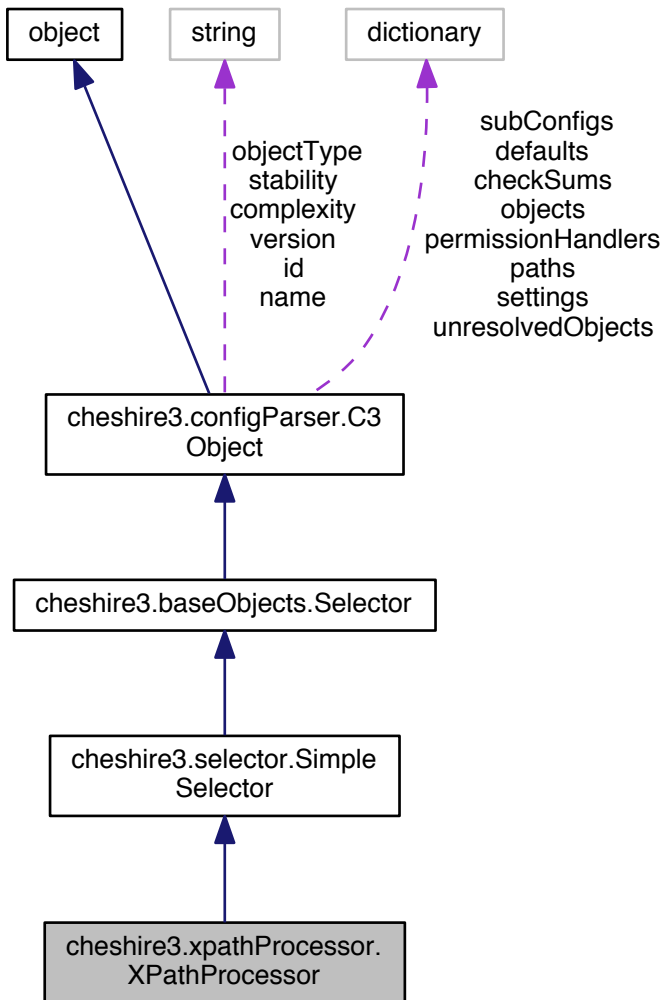 object
string
dictionary
objectType
stability
complexity
version
id
name
subConfigs
defaults
checkSums
objects
permissionHandlers
paths
settings
unresolvedObjects
cheshire3.configParser.C3
Object
cheshire3.baseObjects.Selector
cheshire3.selector.Simple
Selector
cheshire3.xpathProcessor.
XPathProcessor